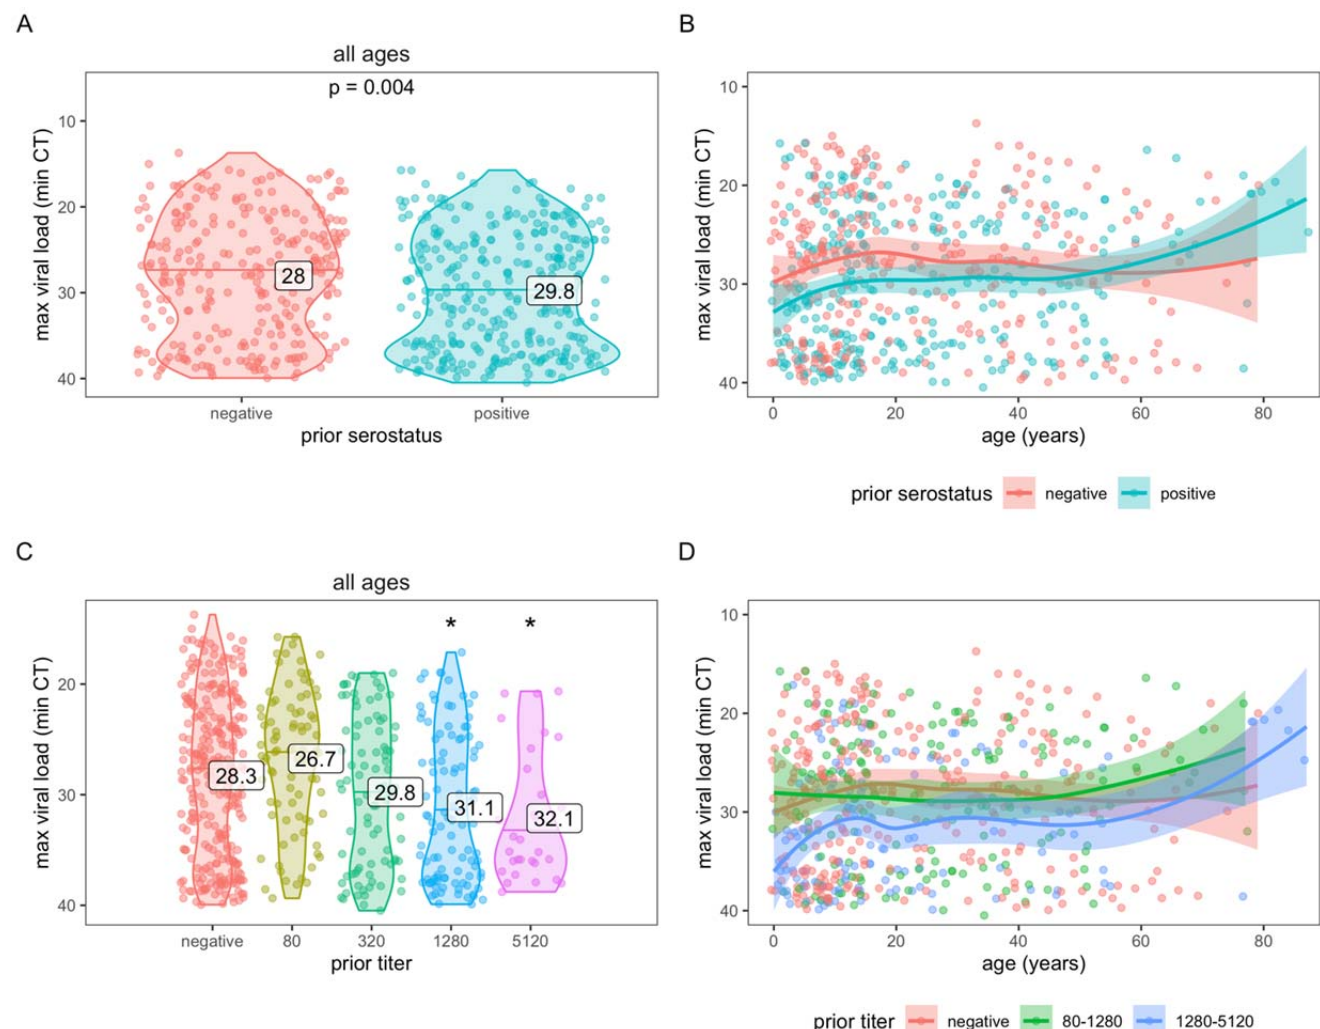 A
all ages
p = 0.004
max viral load (min CT)
10
20
30
40
28
29.8
negative positive
prior serostatus
B
max viral load (min CT)
10
20
30
40
0 20 40 60 80
age (years)
prior serostatus negative positive
C
all ages
* *
max viral load (min CT)
20
30
40
28.3
26.7
29.8
31.1
32.1
negative 80 320 1280 5120
prior titer
D
max viral load (min CT)
10
20
30
40
0 20 40 60 80
age (years)
prior titer negative 80-1280 1280-5120